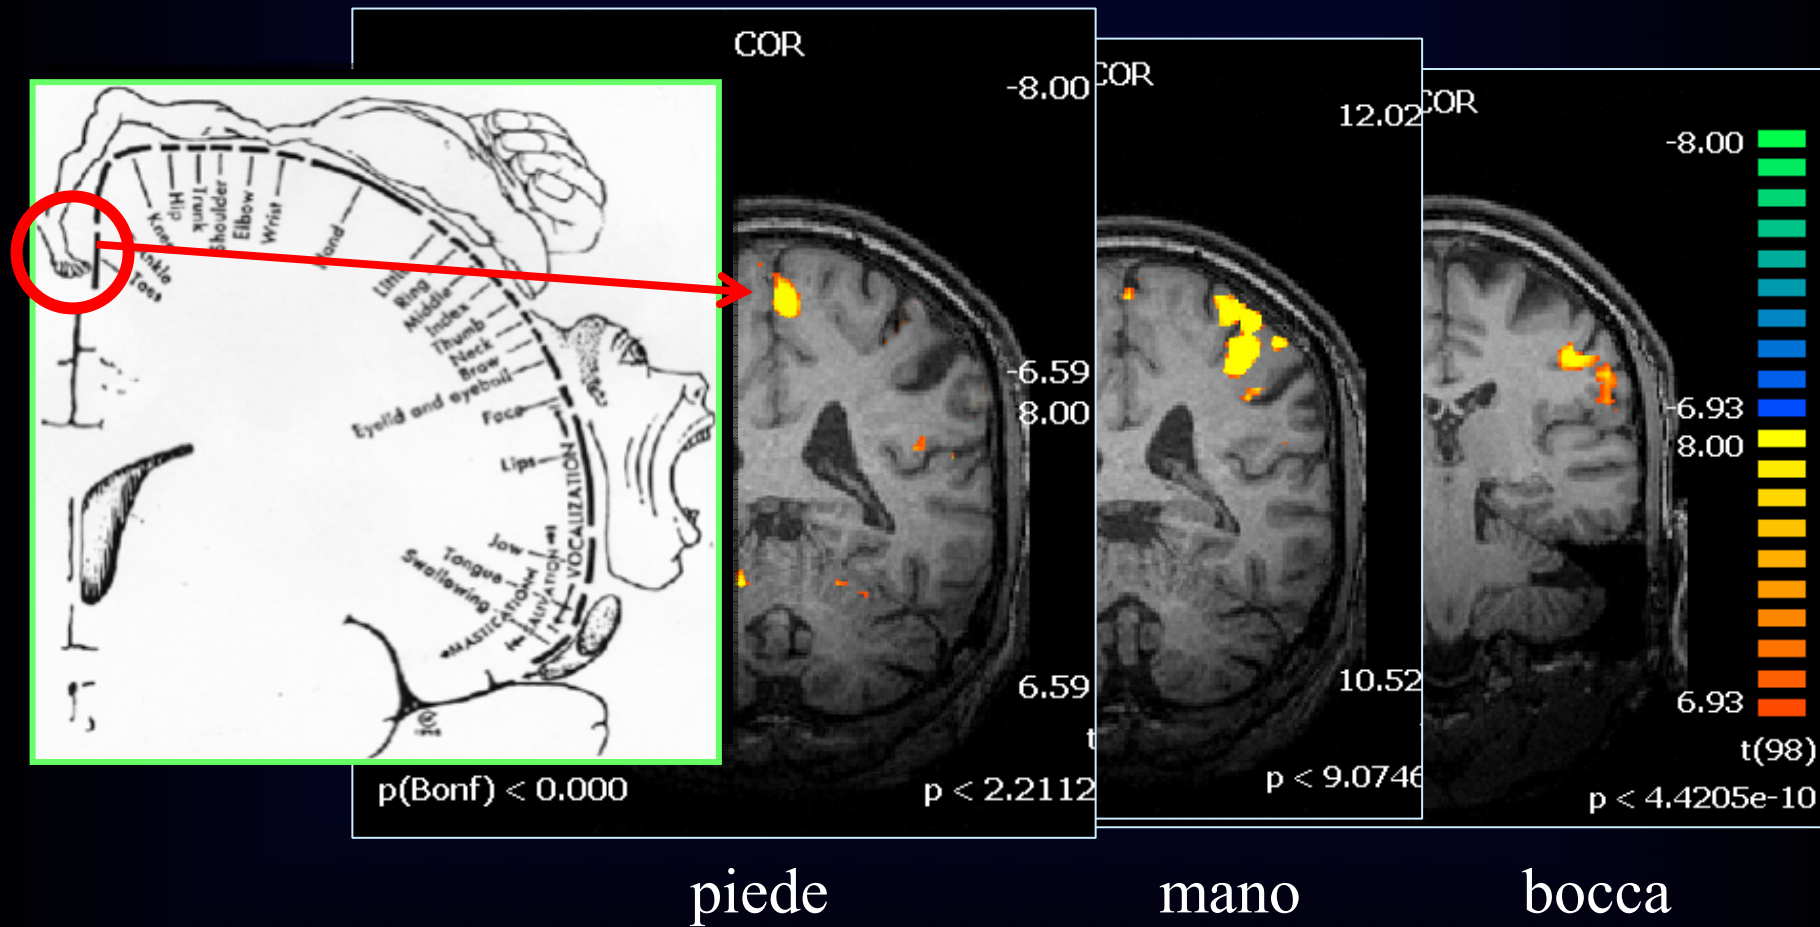 COR
-8.00
COR
12.02
COR
-8.00
Knee
Hip
Trunk
Shoulder
Elbow
Wrist
Hand
Ankle
Toes
Little
Ring
Middle
Index
Thumb
Neck
Brow
Eyelid and eyeball
Face
Lips
VOCALIZATION
Jaw
Tongue
Swallowing
MASTICATION
SALIVATION
-6.59
8.00
-6.93
8.00
6.59
10.52
6.93
t
t(98)
p(Bonf) < 0.000
p < 2.2112
p < 9.0746
p < 4.4205e-10
piede
mano
bocca